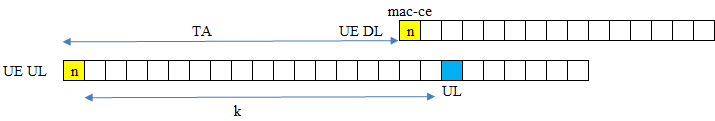 mac-ce
TA UE DL n
UE UL n
UL
k